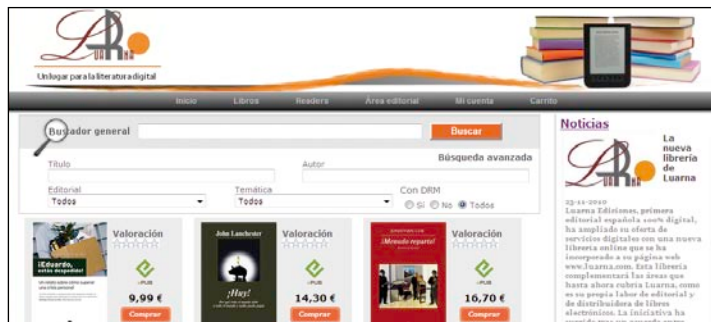 LUARNA
Un lugar para la literatura digital
Inicio Libros Readers Área editorial Mi cuenta Carrito
Buscador general Buscar
Búsqueda avanzada
Título Autor
Editorial Temática Con DRM
Todos Todos Sí No Todos
¡Eduardo,
estás despedido!
Valoración
ePUB
9,99 €
Comprar
John Lanchester
¡Huy!
Valoración
ePUB
14,30 €
Comprar
¡Menudo reparto!
Valoración
ePUB
16,70 €
Comprar
Noticias
La
nueva
librería
de
Luarna
23-11-2010
Luarna Ediciones, primera
editorial española 100% digital,
ha ampliado su oferta de
servicios digitales con una nueva
librería online que se ha
incorporado a su página web
www.luarna.com. Esta librería
complementará las áreas que
hasta ahora cubría Luarna, como
es su propia labor de editorial y
de distribuidora de libros
electrónicos. La iniciativa ha